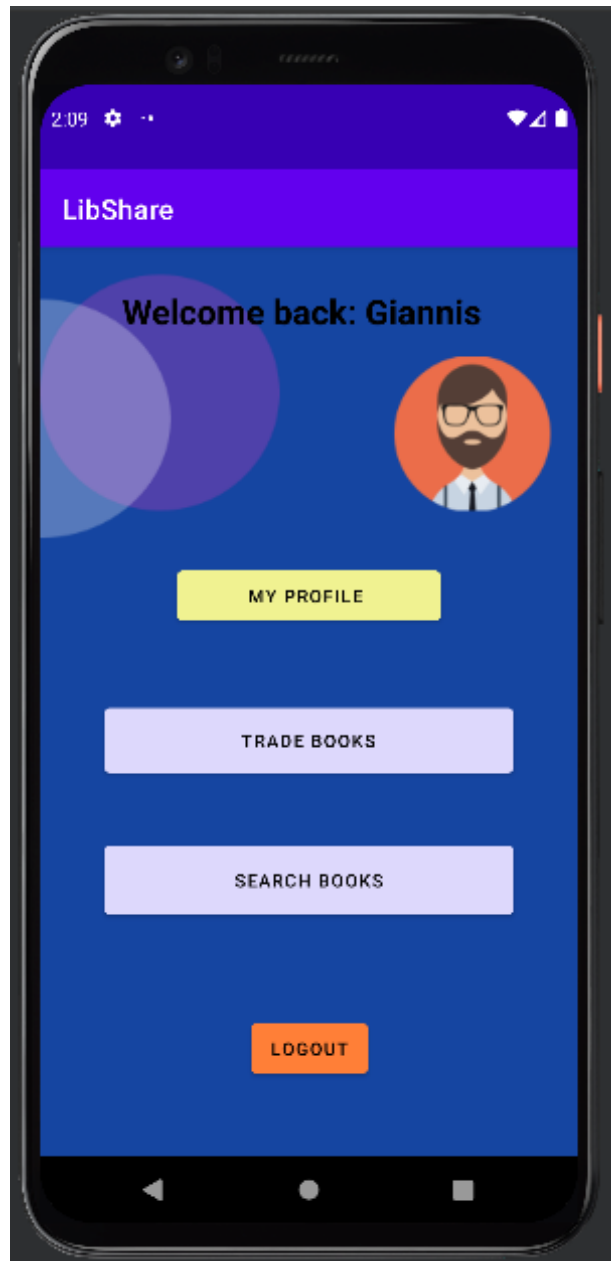 2:09
LibShare
Welcome back: Giannis
MY PROFILE
TRADE BOOKS
SEARCH BOOKS
LOGOUT